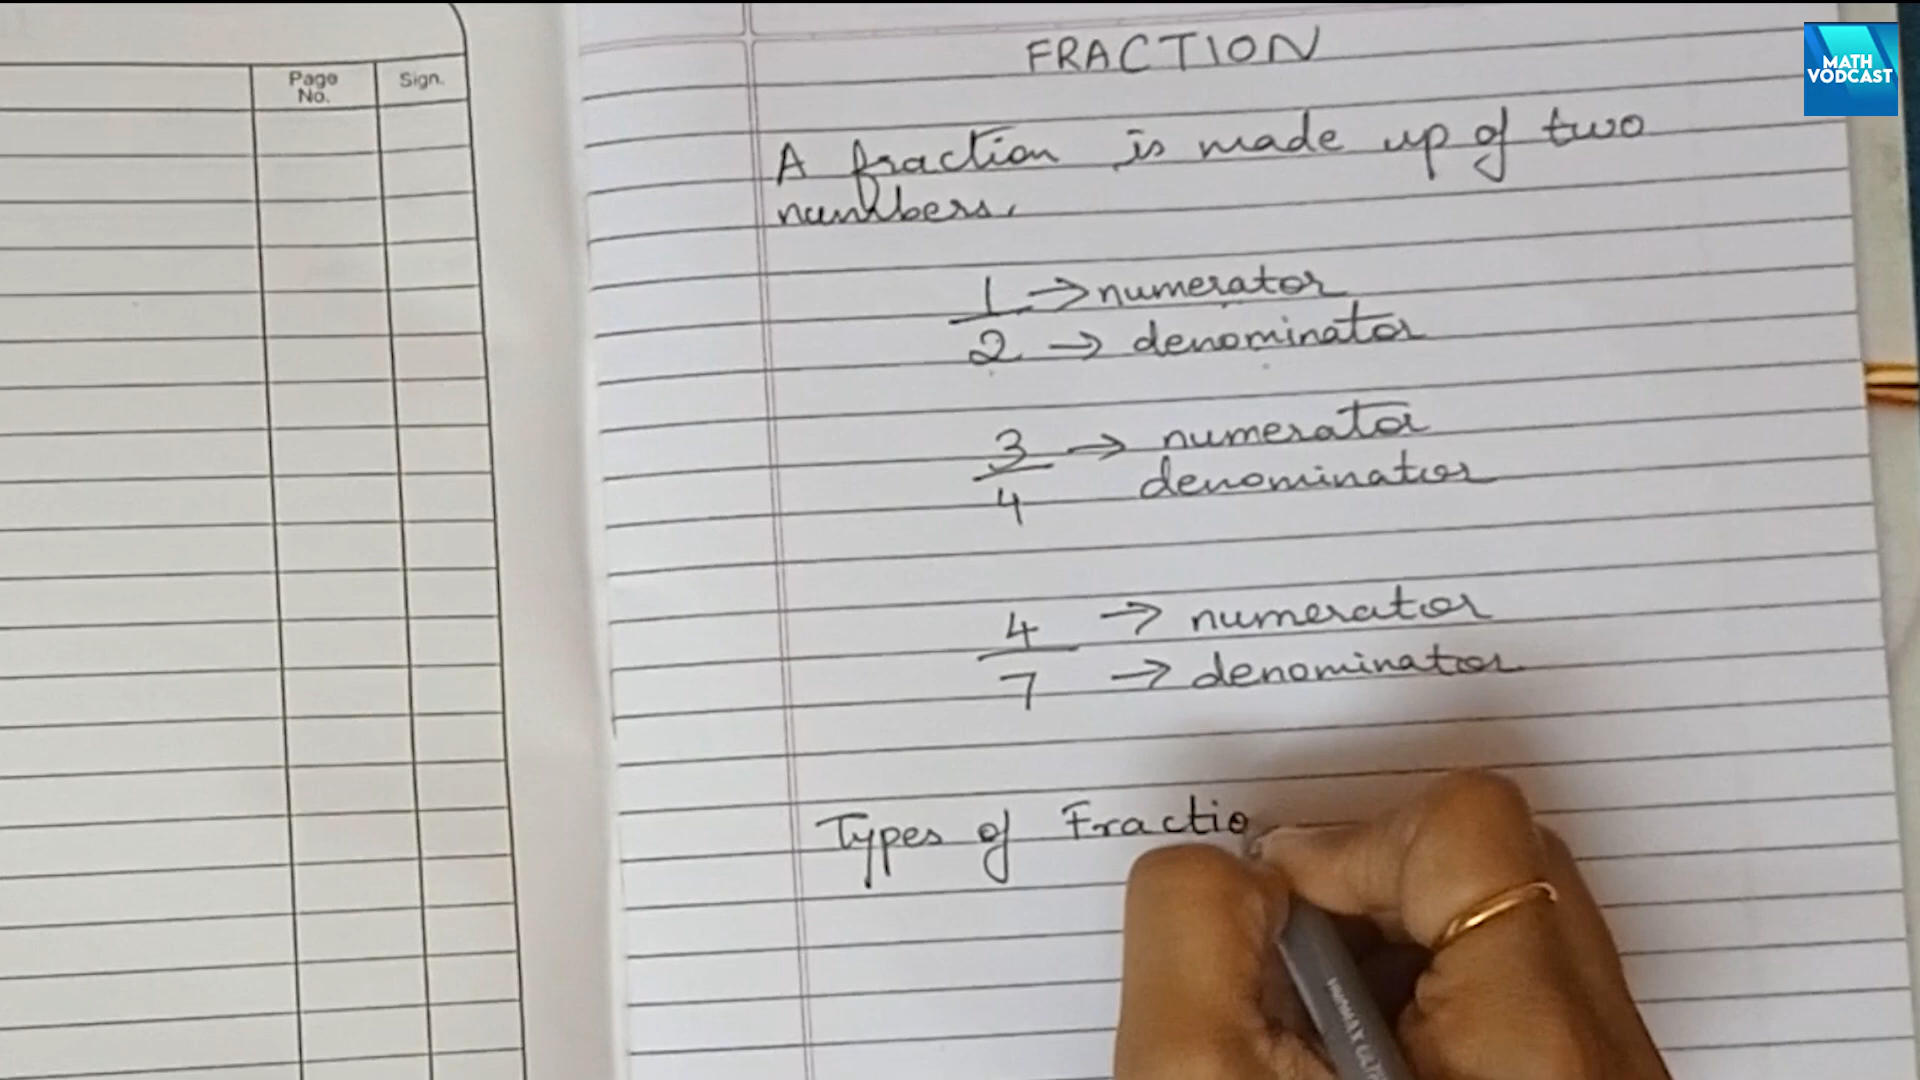 Page
No.
Sign.
FRACTION
A fraction is made up of two
numbers.
1 → numerator
2 → denominator
3 → numerator
4 denominator
4 → numerator
7 → denominator
Types of Fractio
MATH
VODCAST